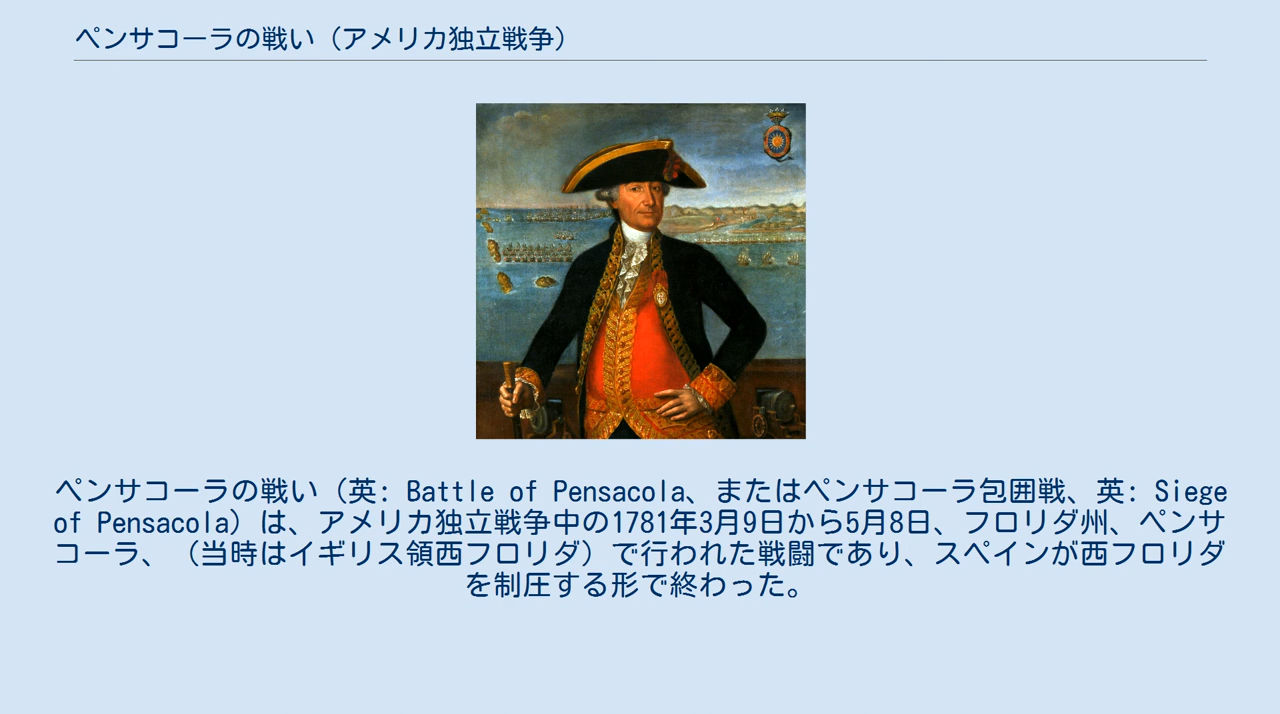 ペンサコーラの戦い（アメリカ独立戦争）
ペンサコーラの戦い（英: Battle of Pensacola、またはペンサコーラ包囲戦、英: Siege
of Pensacola）は、アメリカ独立戦争中の1781年3月9日から5月8日、フロリダ州、ペンサ
コーラ、（当時はイギリス領西フロリダ）で行われた戦闘であり、スペインが西フロリダ
を制圧する形で終わった。